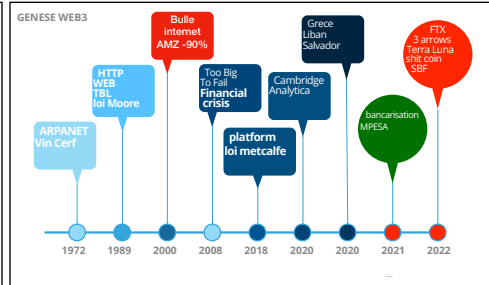 GENESE WEB3
ARPANET
Vin Cerf
HTTP
WEB
TBL
loi Moore
Bulle
internet
AMZ -90%
Too Big
To Fail
Financial
crisis
platform
loi metcalfe
Cambridge
Analytica
Grece
Liban
Salvador
bancarisation
MPESA
FTX
3 arrows
Terra Luna
shit coin
SBF
1972
1989
2000
2008
2018
2020
2020
2021
2022
...